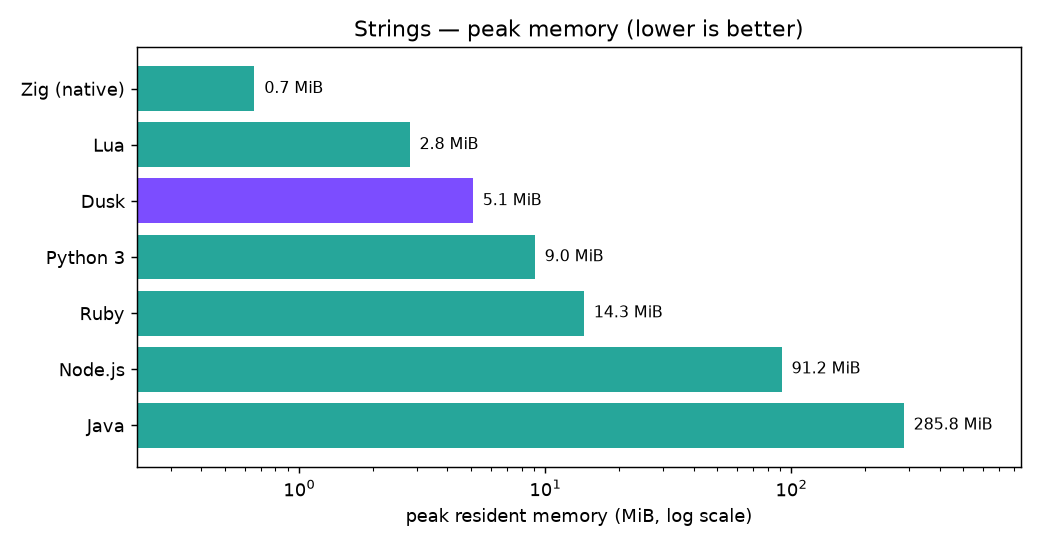 Strings — peak memory (lower is better)
Zig (native)
0.7 MiB
Lua
2.8 MiB
Dusk
5.1 MiB
Python 3
9.0 MiB
Ruby
14.3 MiB
Node.js
91.2 MiB
Java
285.8 MiB
10⁰ 10¹ 10²
peak resident memory (MiB, log scale)